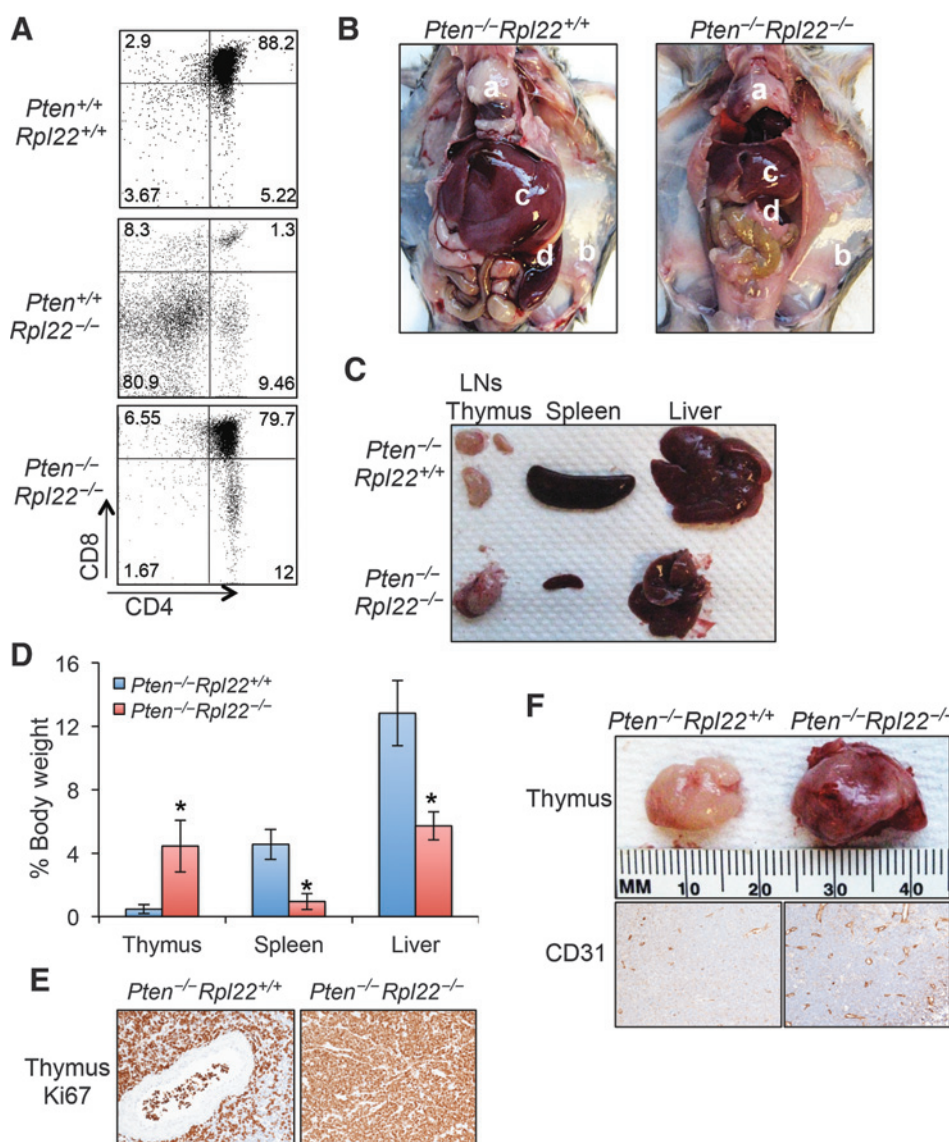 A
Pten+/+
Rpl22+/+
2.9 88.2
3.67 5.22
Pten+/+
Rpl22−/−
8.3 1.3
80.9 9.46
Pten−/−
Rpl22−/−
6.55 79.7
1.67 12
CD8
CD4
B
Pten−/−Rpl22+/+ Pten−/−Rpl22−/−
a
c
d
b
a
c
d
b
C
LNs
Thymus Spleen Liver
Pten−/−
Rpl22+/+
Pten−/−
Rpl22−/−
D
% Body weight
16
12
8
4
0
Pten−/−Rpl22+/+
Pten−/−Rpl22−/−
* * *
Thymus Spleen Liver
E
Pten−/−Rpl22+/+ Pten−/−Rpl22−/−
Thymus
Ki67
F
Pten−/−Rpl22+/+ Pten−/−Rpl22−/−
Thymus
MM 10 20 30 40
CD31